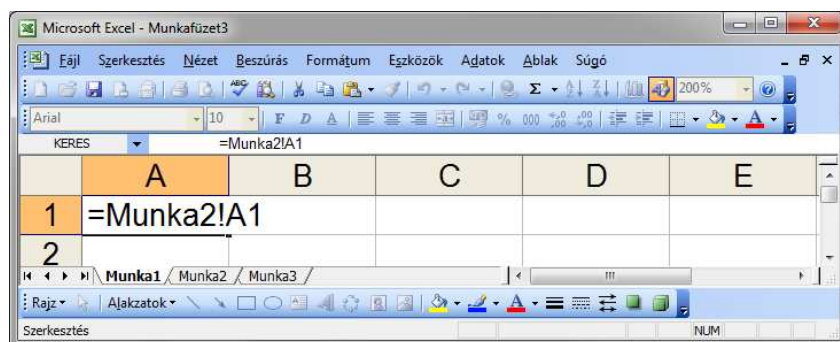 Microsoft Excel - Munkafüzet3
Fájl Szerkesztés Nézet Beszúrás Formátum Eszközök Adatok Ablak Súgó
200%
Arial 10 F D A % 000
KERES =Munka2!A1
A B C D E
1 =Munka2!A1
2
Munka1 Munka2 Munka3
Rajz Alakzatok
Szerkesztés NUM